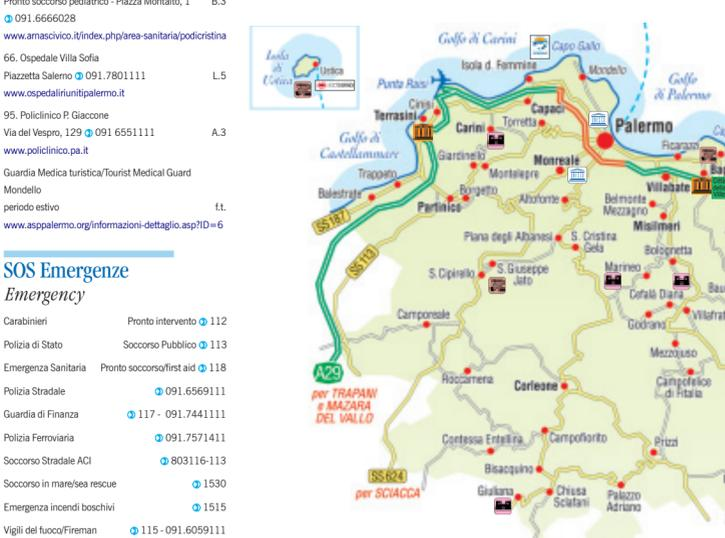 Pronto soccorso pediatrico - Piazza Montalto, 1 B.3
091.6666028
www.arnascivico.it/index.php/area-sanitaria/podicristina
66. Ospedale Villa Sofia
Piazzetta Salerno 091.7801111 L.5
www.ospedaliriunitipalermo.it
95. Policlinico P. Giaccone
Via del Vespro, 129 091 6551111 A.3
www.policlinico.pa.it
Guardia Medica turistica/Tourist Medical Guard
Mondello
periodo estivo f.t.
www.asppalermo.org/informazioni-dettaglio.asp?ID=6
SOS Emergenze
Emergency
Carabinieri Pronto intervento 112
Polizia di Stato Soccorso Pubblico 113
Emergenza Sanitaria Pronto soccorso/first aid 118
Polizia Stradale 091.6569111
Guardia di Finanza 117 - 091.7441111
Polizia Ferroviaria 091.7571411
Soccorso Stradale ACI 803116-113
Soccorso in mare/sea rescue 1530
Emergenza incendi boschivi 1515
Vigili del fuoco/Fireman 115 - 091.6059111
Isola di Ustica
Ustica
Golfo di Carini
Capo Gallo
Isola d. Femmine
Mondello
Punta Raisi
Golfo di Palermo
Cinisi
Terrasini
Capaci
Torretta
Carini
Palermo
Golfo di Castellammare
Giardinello
Monreale
Ficarazzi
Montelepre
Trappeto
Balestrate
Borgetto
Partinico
Altofonte
Villabate
Belmonte Mezzagno
Misilmeri
SS187
SS113
Piana degli Albanesi
S. Cristina Gela
Bolognetta
S. Cipirello
S. Giuseppe Jato
Marineo
Cefalà Diana
Camporeale
Godrano
Villafrat
Mezzojuso
A29
per TRAPANI e MAZARA DEL VALLO
Roccamena
Corleone
Campofelice di Fitalia
Contessa Entellina
Campofiorito
Prizzi
SS624
per SCIACCA
Bisacquino
Giuliana
Chiusa Sclafani
Palazzo Adriano